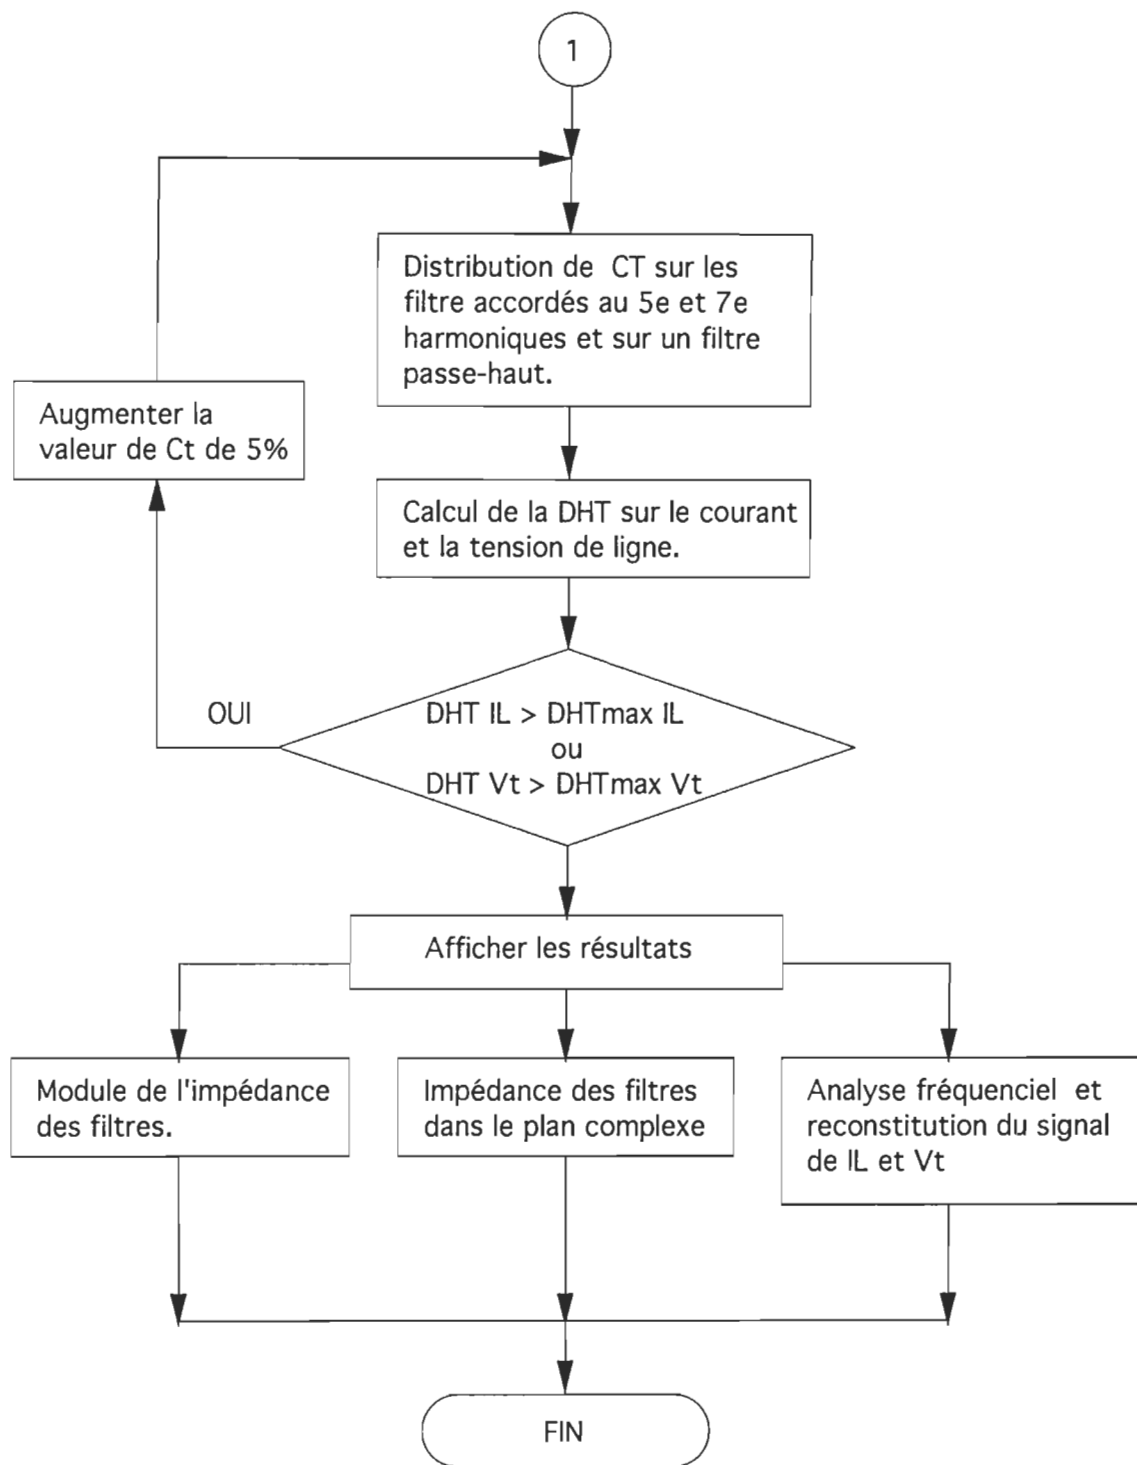 1
Distribution de CT sur les
filtre accordés au 5e et 7e
harmoniques et sur un filtre
passe-haut.
Augmenter la
valeur de Ct de 5%
Calcul de la DHT sur le courant
et la tension de ligne.
OUI
DHT IL > DHTmax IL
ou
DHT Vt > DHTmax Vt
Afficher les résultats
Module de l'impédance
des filtres.
Impédance des filtres
dans le plan complexe
Analyse fréquenciel et
reconstitution du signal
de IL et Vt
FIN